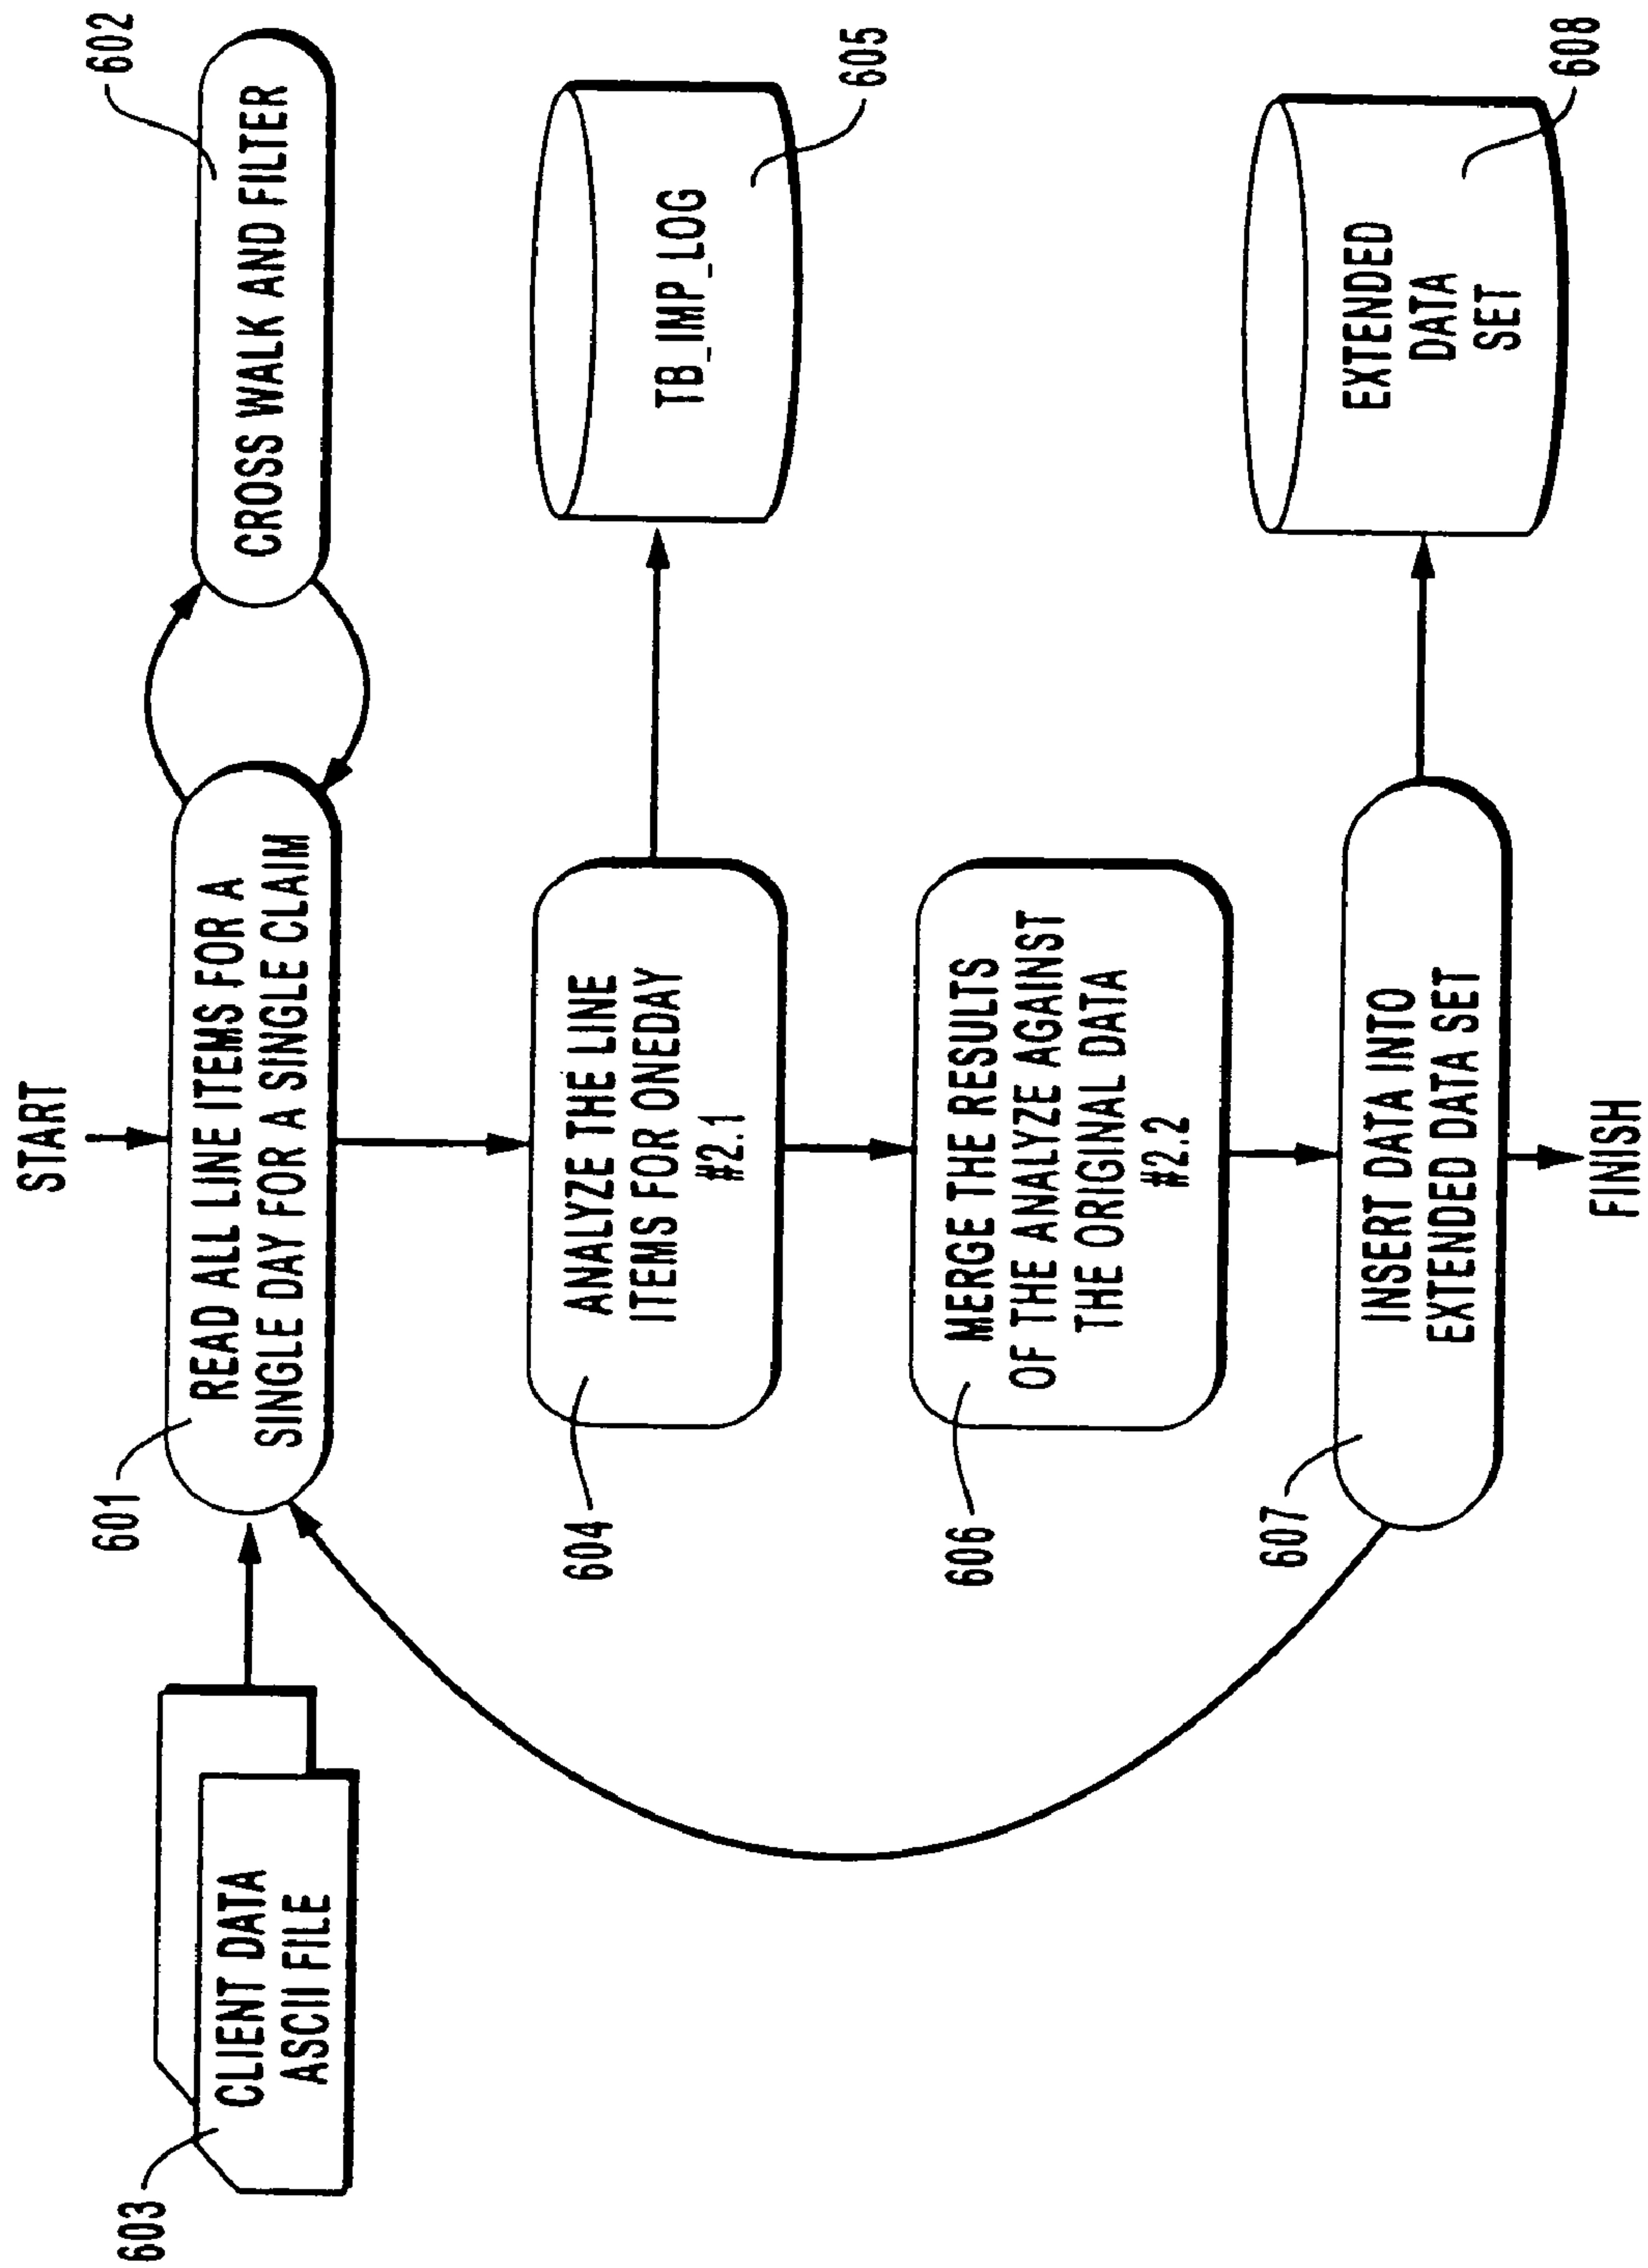 START
602
READ ALL LINE ITEMS FOR A
SINGLE DAY FOR A SINGLE CLAIM
CROSS WALK AND FILTER
601
603
CLIENT DATA
ASCII FILE
ANALYZE THE LINE
ITEMS FOR ONEDAY
#2.1
604
TB_IMP_LOG
605
MERGE THE RESULTS
OF THE ANALYZE AGAINST
THE ORIGINAL DATA
#2.2
606
INSERT DATA INTO
EXTENDED DATA SET
607
EXTENDED
DATA
SET
608
FINISH